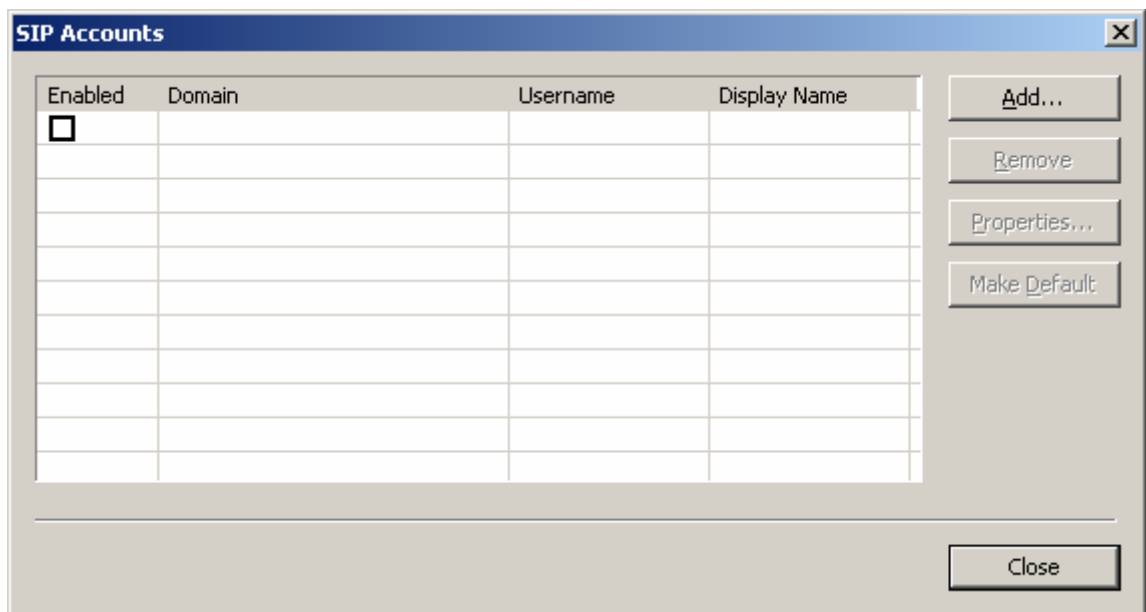 SIP Accounts
Enabled Domain Username Display Name
Add...
Remove
Properties...
Make Default
Close